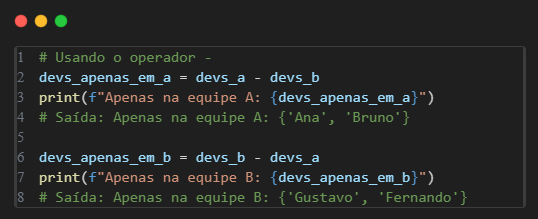 1 # Usando o operador -
2 devs_apenas_em_a = devs_a - devs_b
3 print(f"Apenas na equipe A: {devs_apenas_em_a}")
4 # Saída: Apenas na equipe A: {'Ana', 'Bruno'}
5
6 devs_apenas_em_b = devs_b - devs_a
7 print(f"Apenas na equipe B: {devs_apenas_em_b}")
8 # Saída: Apenas na equipe B: {'Gustavo', 'Fernando'}